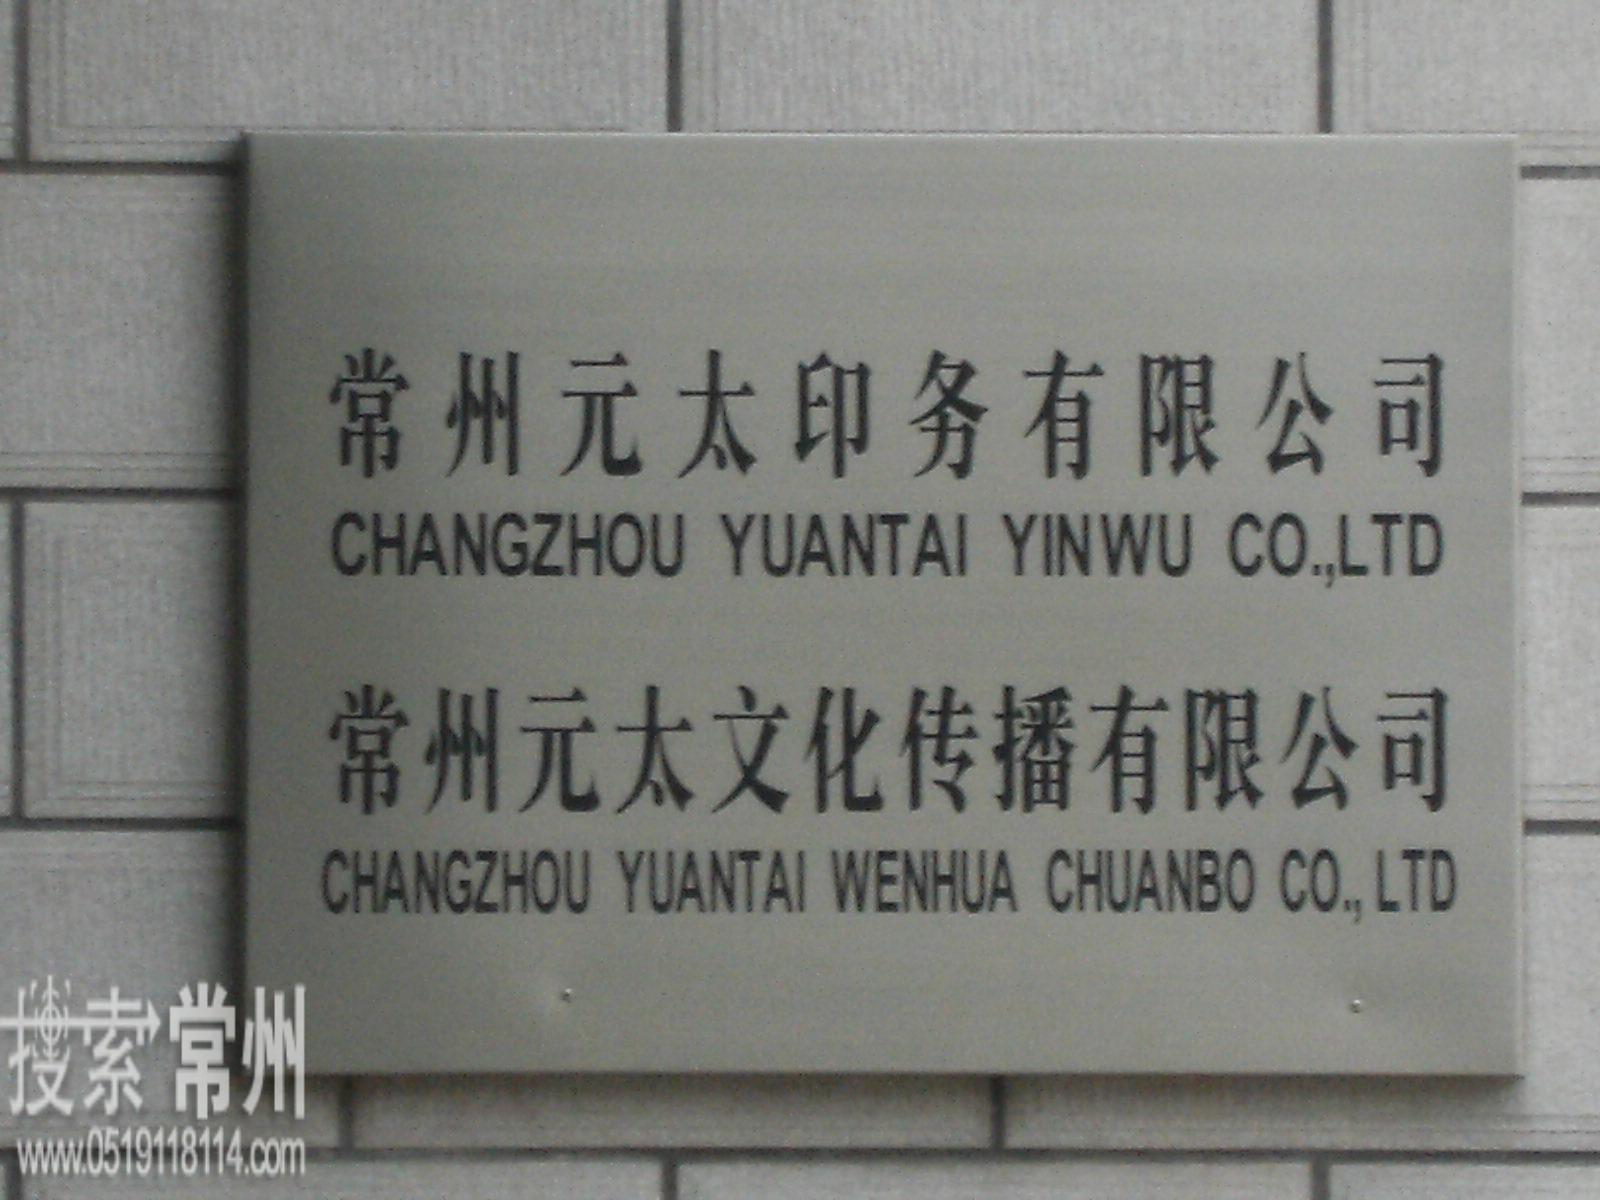 常州元太印务有限公司
CHANGZHOU YUANTAI YINWU CO.,LTD
常州元太文化传播有限公司
CHANGZHOU YUANTAI WENHUA CHUANBO CO., LTD
搜索常州
www.0519118114.com